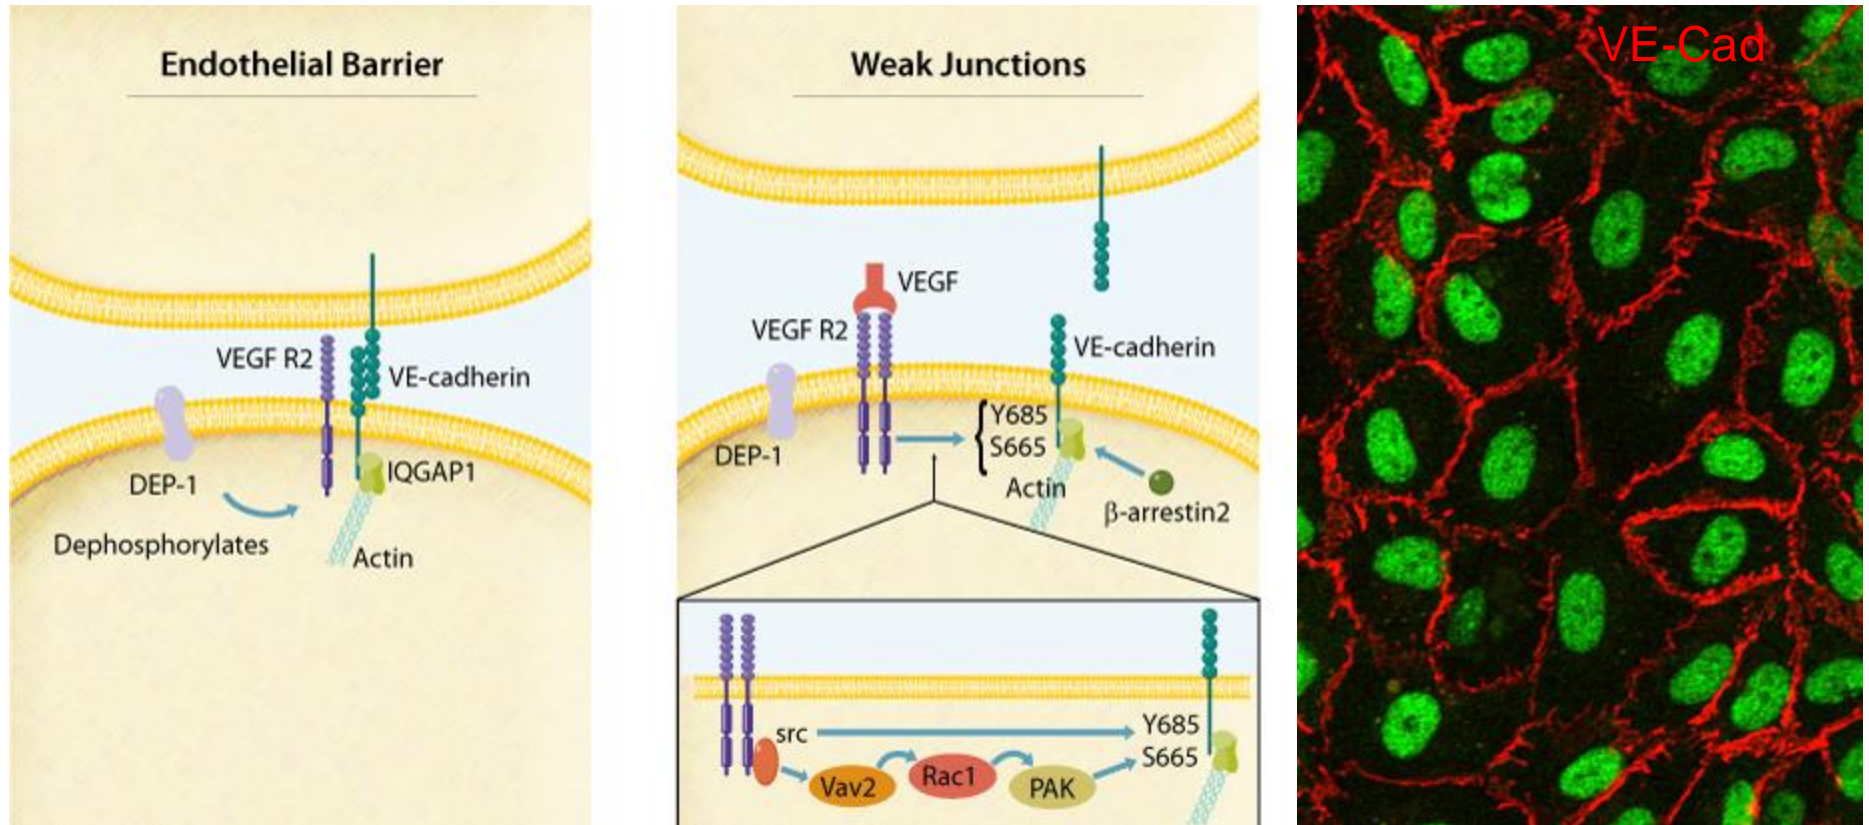 Endothelial Barrier
VEGF R2
VE-cadherin
DEP-1
IQGAP1
Dephosphorylates
Actin
Weak Junctions
VEGF
VEGF R2
VE-cadherin
DEP-1
Y685
S665
Actin
β-arrestin2
src
Y685
S665
Vav2
Rac1
PAK
VE-Cad